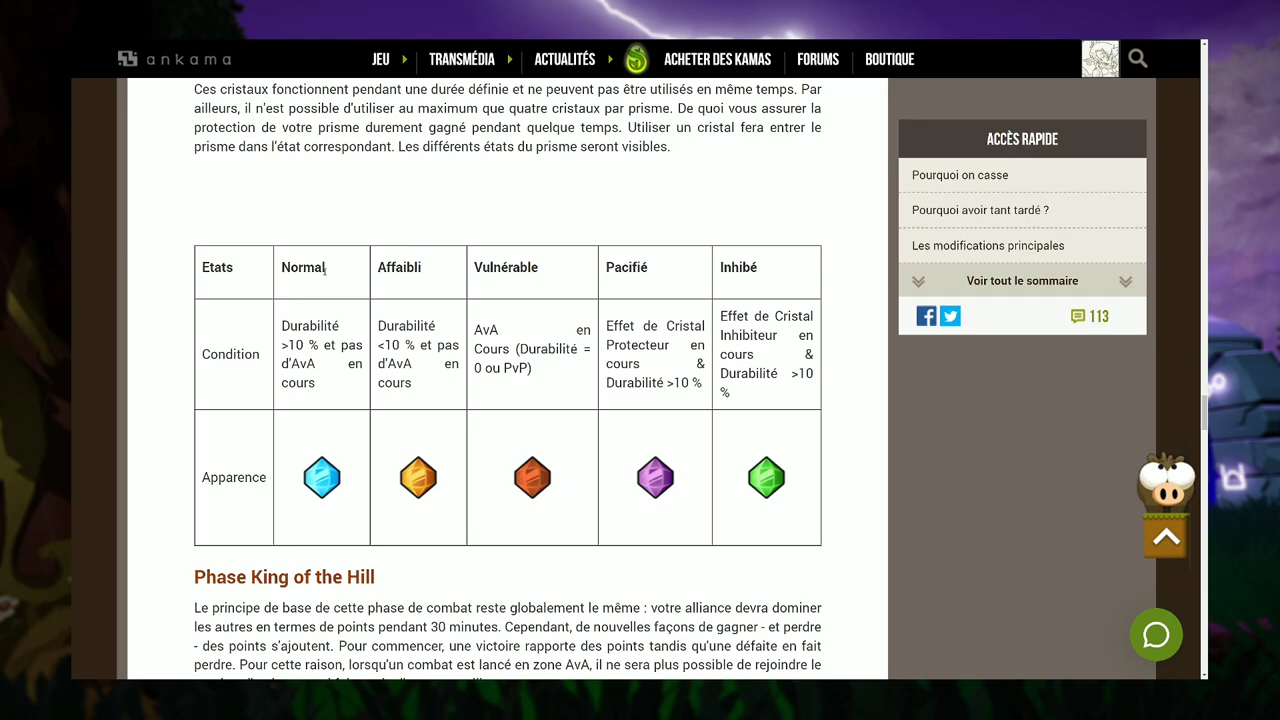 ankama
JEU TRANSMÉDIA ACTUALITÉS ACHETER DES KAMAS FORUMS BOUTIQUE
Ces cristaux fonctionnent pendant une durée définie et ne peuvent pas être utilisés en même temps. Par
ailleurs, il n'est possible d'utiliser au maximum que quatre cristaux par prisme. De quoi vous assurer la
protection de votre prisme durement gagné pendant quelque temps. Utiliser un cristal fera entrer le
prisme dans l'état correspondant. Les différents états du prisme seront visibles.
Etats
Normal
Affaibli
Vulnérable
Pacifié
Inhibé
Condition
Durabilité
>10 % et pas
d'AvA en
cours
Durabilité
<10 % et pas
d'AvA en
cours
AvA en
Cours (Durabilité =
0 ou PvP)
Effet de Cristal
Protecteur en
cours &
Durabilité >10 %
Effet de Cristal
Inhibiteur en
cours
&
Durabilité >10
%
Apparence
Phase King of the Hill
Le principe de base de cette phase de combat reste globalement le même : votre alliance devra dominer
les autres en termes de points pendant 30 minutes. Cependant, de nouvelles façons de gagner - et perdre
- des points s'ajoutent. Pour commencer, une victoire rapporte des points tandis qu'une défaite en fait
perdre. Pour cette raison, lorsqu'un combat est lancé en zone AvA, il ne sera plus possible de rejoindre le
ACCÈS RAPIDE
Pourquoi on casse
Pourquoi avoir tant tardé ?
Les modifications principales
Voir tout le sommaire
113